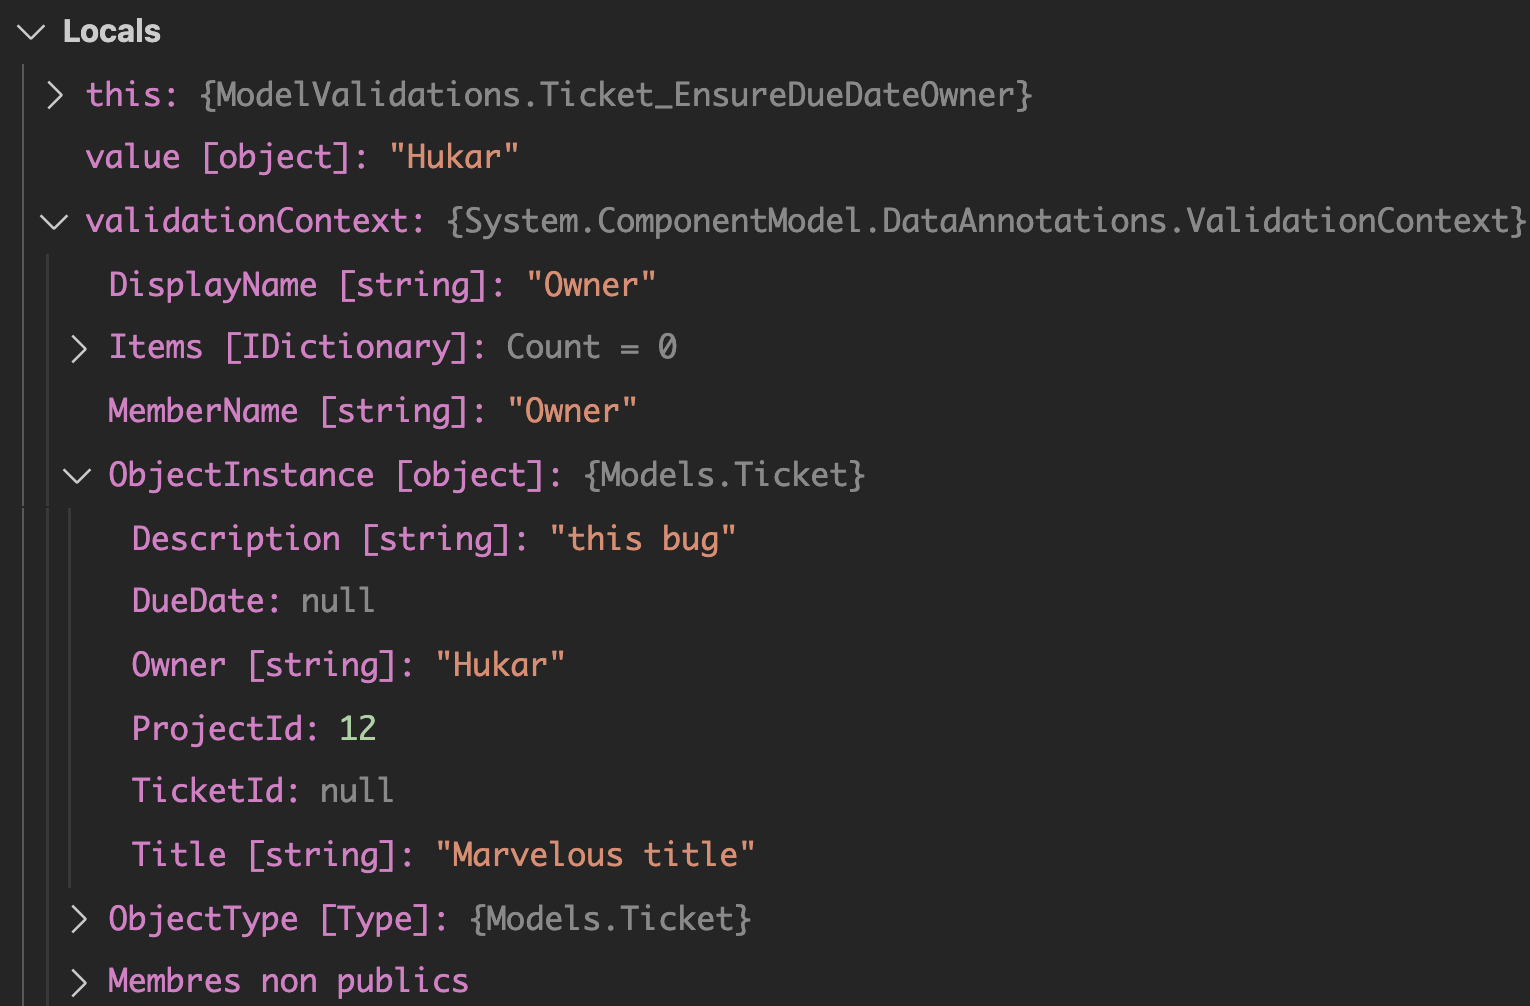 Locals
this: {ModelValidations.Ticket_EnsureDueDateOwner}
value [object]: "Hukar"
validationContext: {System.ComponentModel.DataAnnotations.ValidationContext}
DisplayName [string]: "Owner"
Items [IDictionary]: Count = 0
MemberName [string]: "Owner"
ObjectInstance [object]: {Models.Ticket}
Description [string]: "this bug"
DueDate: null
Owner [string]: "Hukar"
ProjectId: 12
TicketId: null
Title [string]: "Marvelous title"
ObjectType [Type]: {Models.Ticket}
Membres non publics